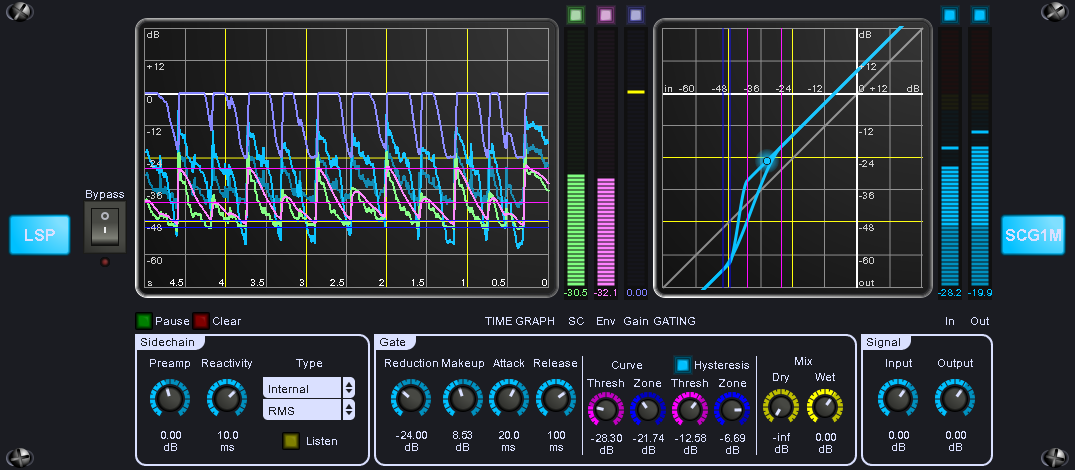 dB
+12
0
-12
-24
-36
-48
-60
s 4.5 4 3.5 3 2.5 2 1.5 1 0.5 0
-30.5 -32.1 0.00
dB
+12
in -60 -48 -36 -24 -12 0 +12 dB
-12
-24
-36
-48
-60
out
-28.2 -19.9
Bypass
LSP
SCG1M
Pause Clear TIME GRAPH SC Env Gain GATING In Out
Sidechain
Preamp Reactivity Type
Internal
RMS
Listen
0.00 10.0
dB ms
Gate
Reduction Makeup Attack Release
-24.00 8.53 20.0 100
dB dB ms ms
Curve Hysteresis
Thresh Zone Thresh Zone
-28.30 -21.74 -12.58 -6.69
dB dB dB dB
Mix
Dry Wet
-inf 0.00
dB dB
Signal
Input Output
0.00 0.00
dB dB